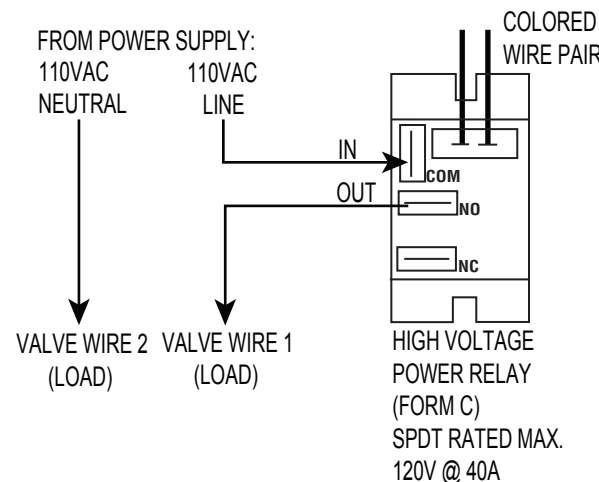 FROM POWER SUPPLY:
110VAC
NEUTRAL
110VAC
LINE
COLORED
WIRE PAIR
IN
COM
OUT
NO
NC
VALVE WIRE 2
(LOAD)
VALVE WIRE 1
(LOAD)
HIGH VOLTAGE
POWER RELAY
(FORM C)
SPDT RATED MAX.
120V @ 40A